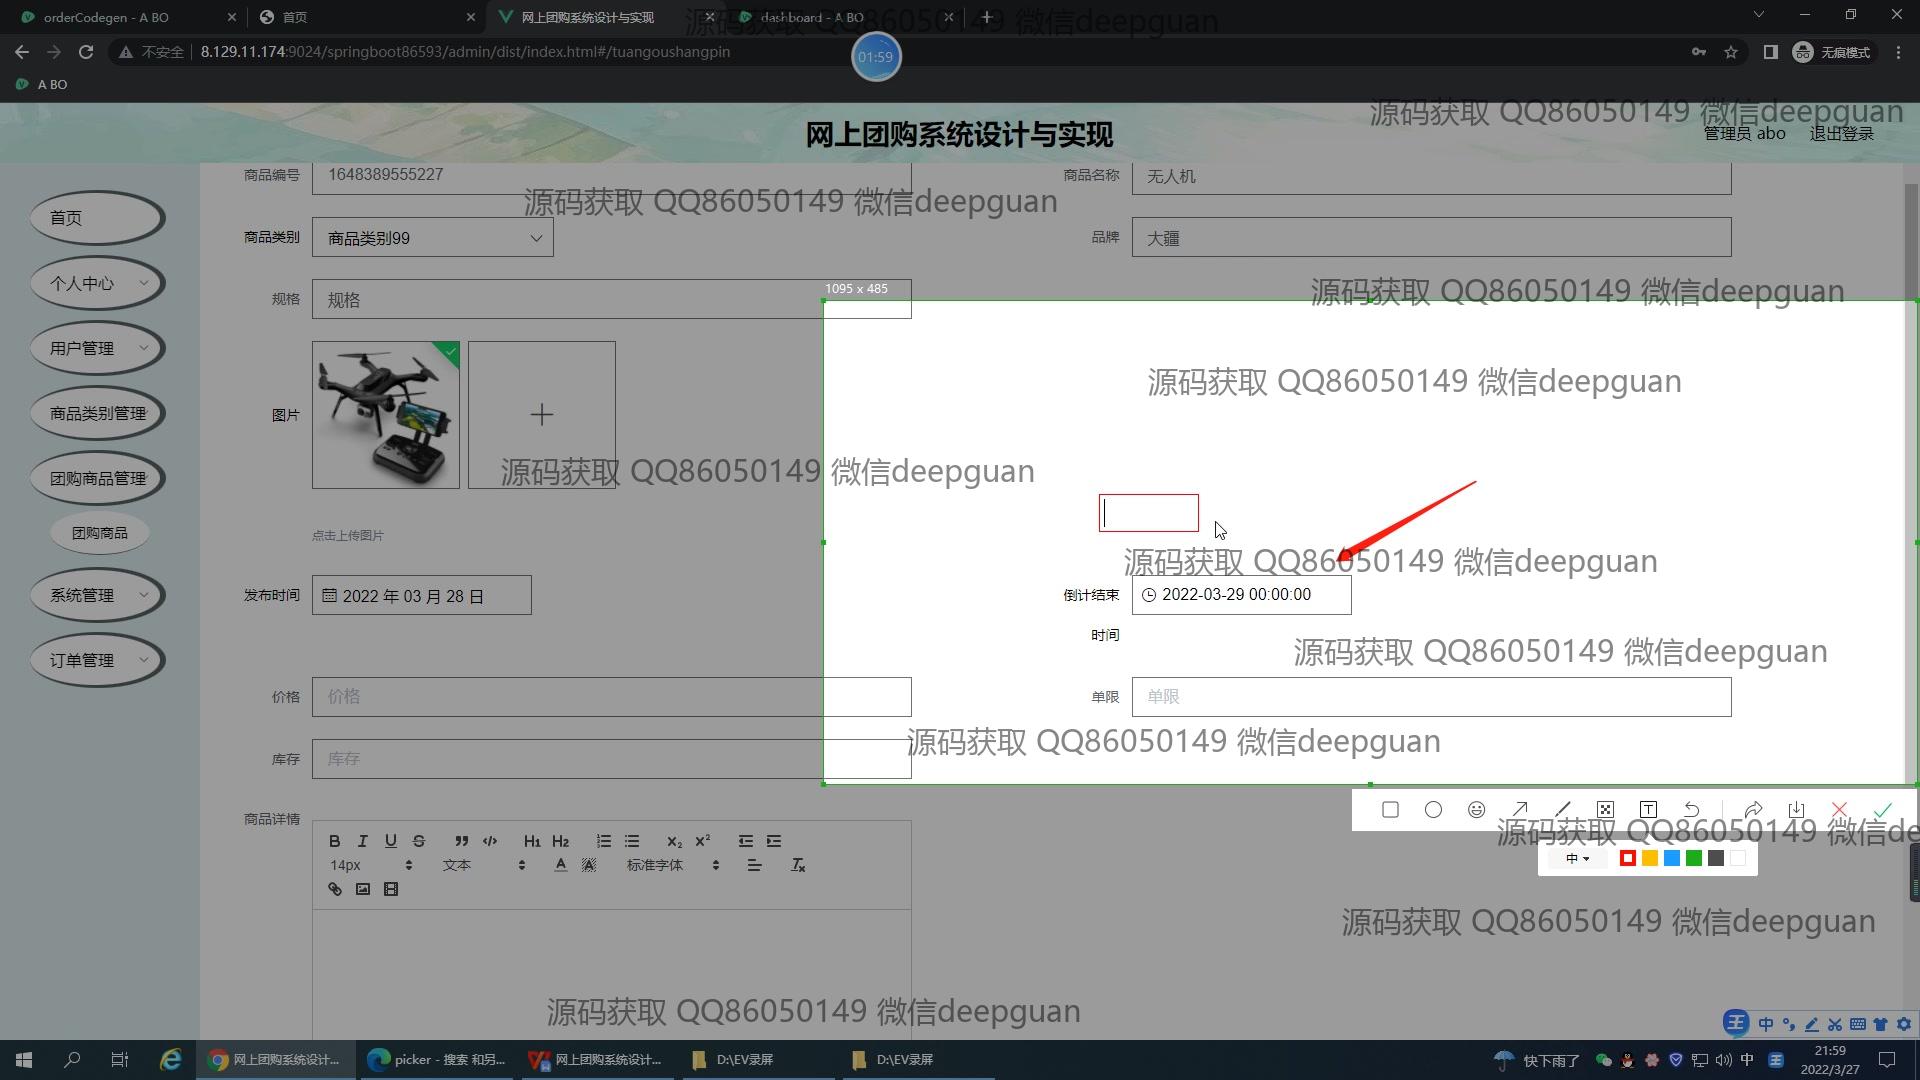 orderCodegen - A BO
首页
网上团购系统设计与实现
dashboard - A BO
源码获取 QQ86050149 微信deepguan
不安全
8.129.11.174:9024/springboot86593/admin/dist/index.html#/tuangoushangpin
01:59
无痕模式
A BO
网上团购系统设计与实现
源码获取 QQ86050149 微信deepguan
管理员 abo
退出登录
商品编号
1648389555227
商品名称
无人机
源码获取 QQ86050149 微信deepguan
首页
商品类别
商品类别99
品牌
大疆
个人中心
规格
规格
1095 x 485
源码获取 QQ86050149 微信deepguan
用户管理
源码获取 QQ86050149 微信deepguan
商品类别管理
图片
源码获取 QQ86050149 微信deepguan
团购商品管理
团购商品
点击上传图片
源码获取 QQ86050149 微信deepguan
系统管理
发布时间
2022 年 03 月 28 日
倒计结束
时间
2022-03-29 00:00:00
源码获取 QQ86050149 微信deepguan
订单管理
价格
价格
单限
单限
源码获取 QQ86050149 微信deepguan
库存
库存
商品详情
B I U S
H1 H2
X₂ X²
14px
文本
A
标准字体
T
源码获取 QQ86050149 微信de
中
源码获取 QQ86050149 微信deepguan
源码获取 QQ86050149 微信deepguan
王 中
网上团购系统设计...
picker - 搜索 和另...
网上团购系统设计...
D:\EV录屏
D:\EV录屏
快下雨了
中
王
21:59
2022/3/27